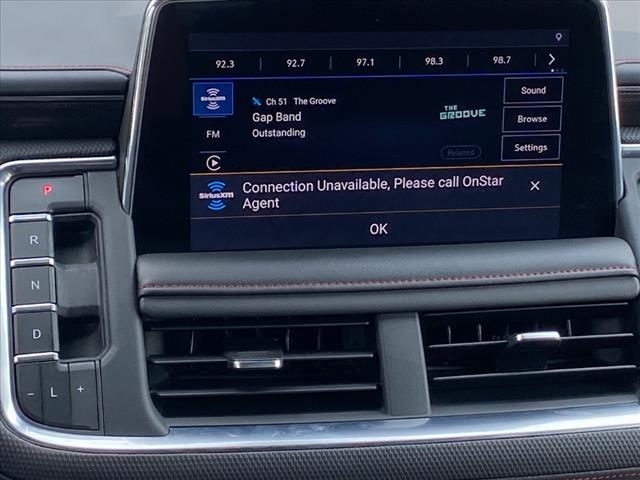 92.3 92.7 97.1 98.3 98.7
SiriusXM
Ch 51 The Groove
Gap Band
Outstanding
THE
GROOVE
Related
Sound
Browse
Settings
FM
SiriusXM
Connection Unavailable, Please call OnStar
Agent
OK
P
R
N
D
- L +